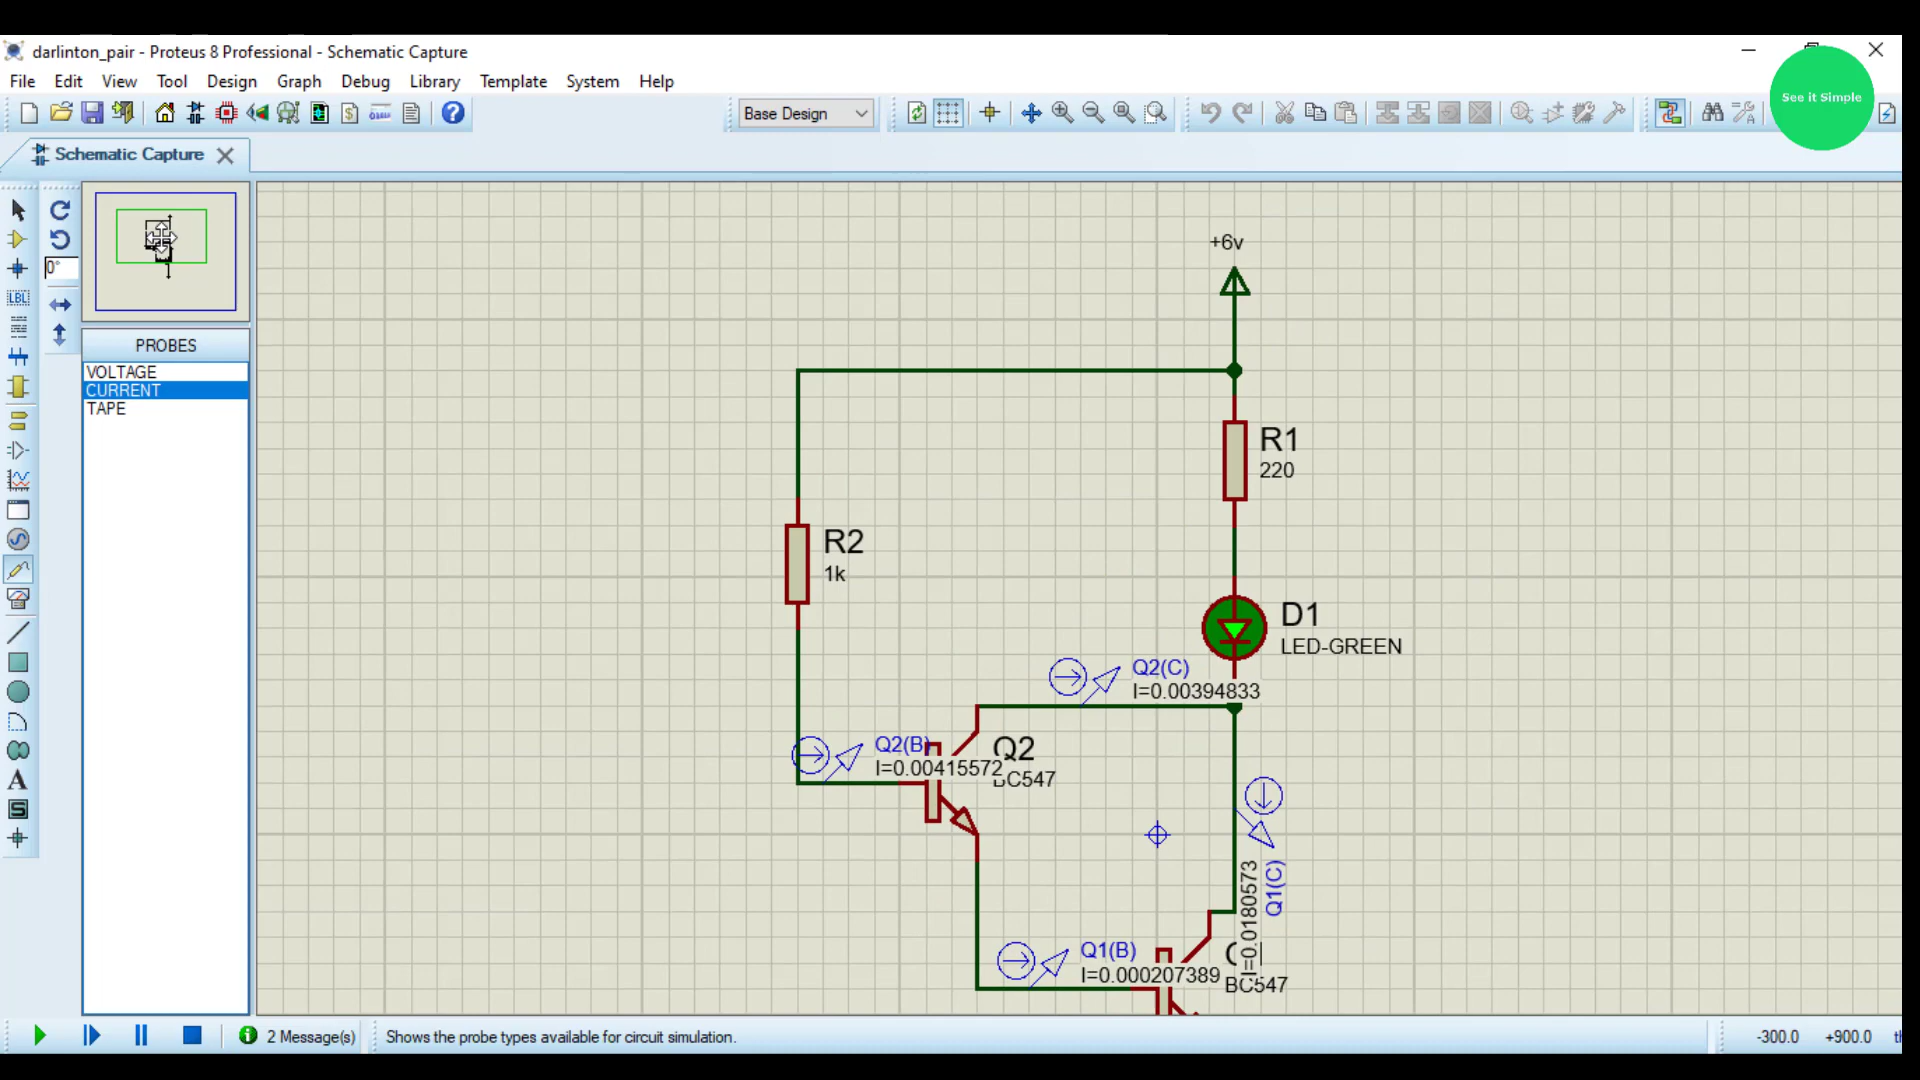 darlinton_pair - Proteus 8 Professional - Schematic Capture
File Edit View Tool Design Graph Debug Library Template System Help
See it Simple
Base Design
Schematic Capture
0°
LBL
PROBES
VOLTAGE
CURRENT
TAPE
A
S
+6v
R1
220
R2
1k
D1
LED-GREEN
Q2(C)
I=0.00394833
Q2(B)
I=0.00415572
Q2
BC547
Q1(C)
I=0.0180573
Q1(B)
I=0.000207389
BC547
2 Message(s)
Shows the probe types available for circuit simulation.
-300.0
+900.0